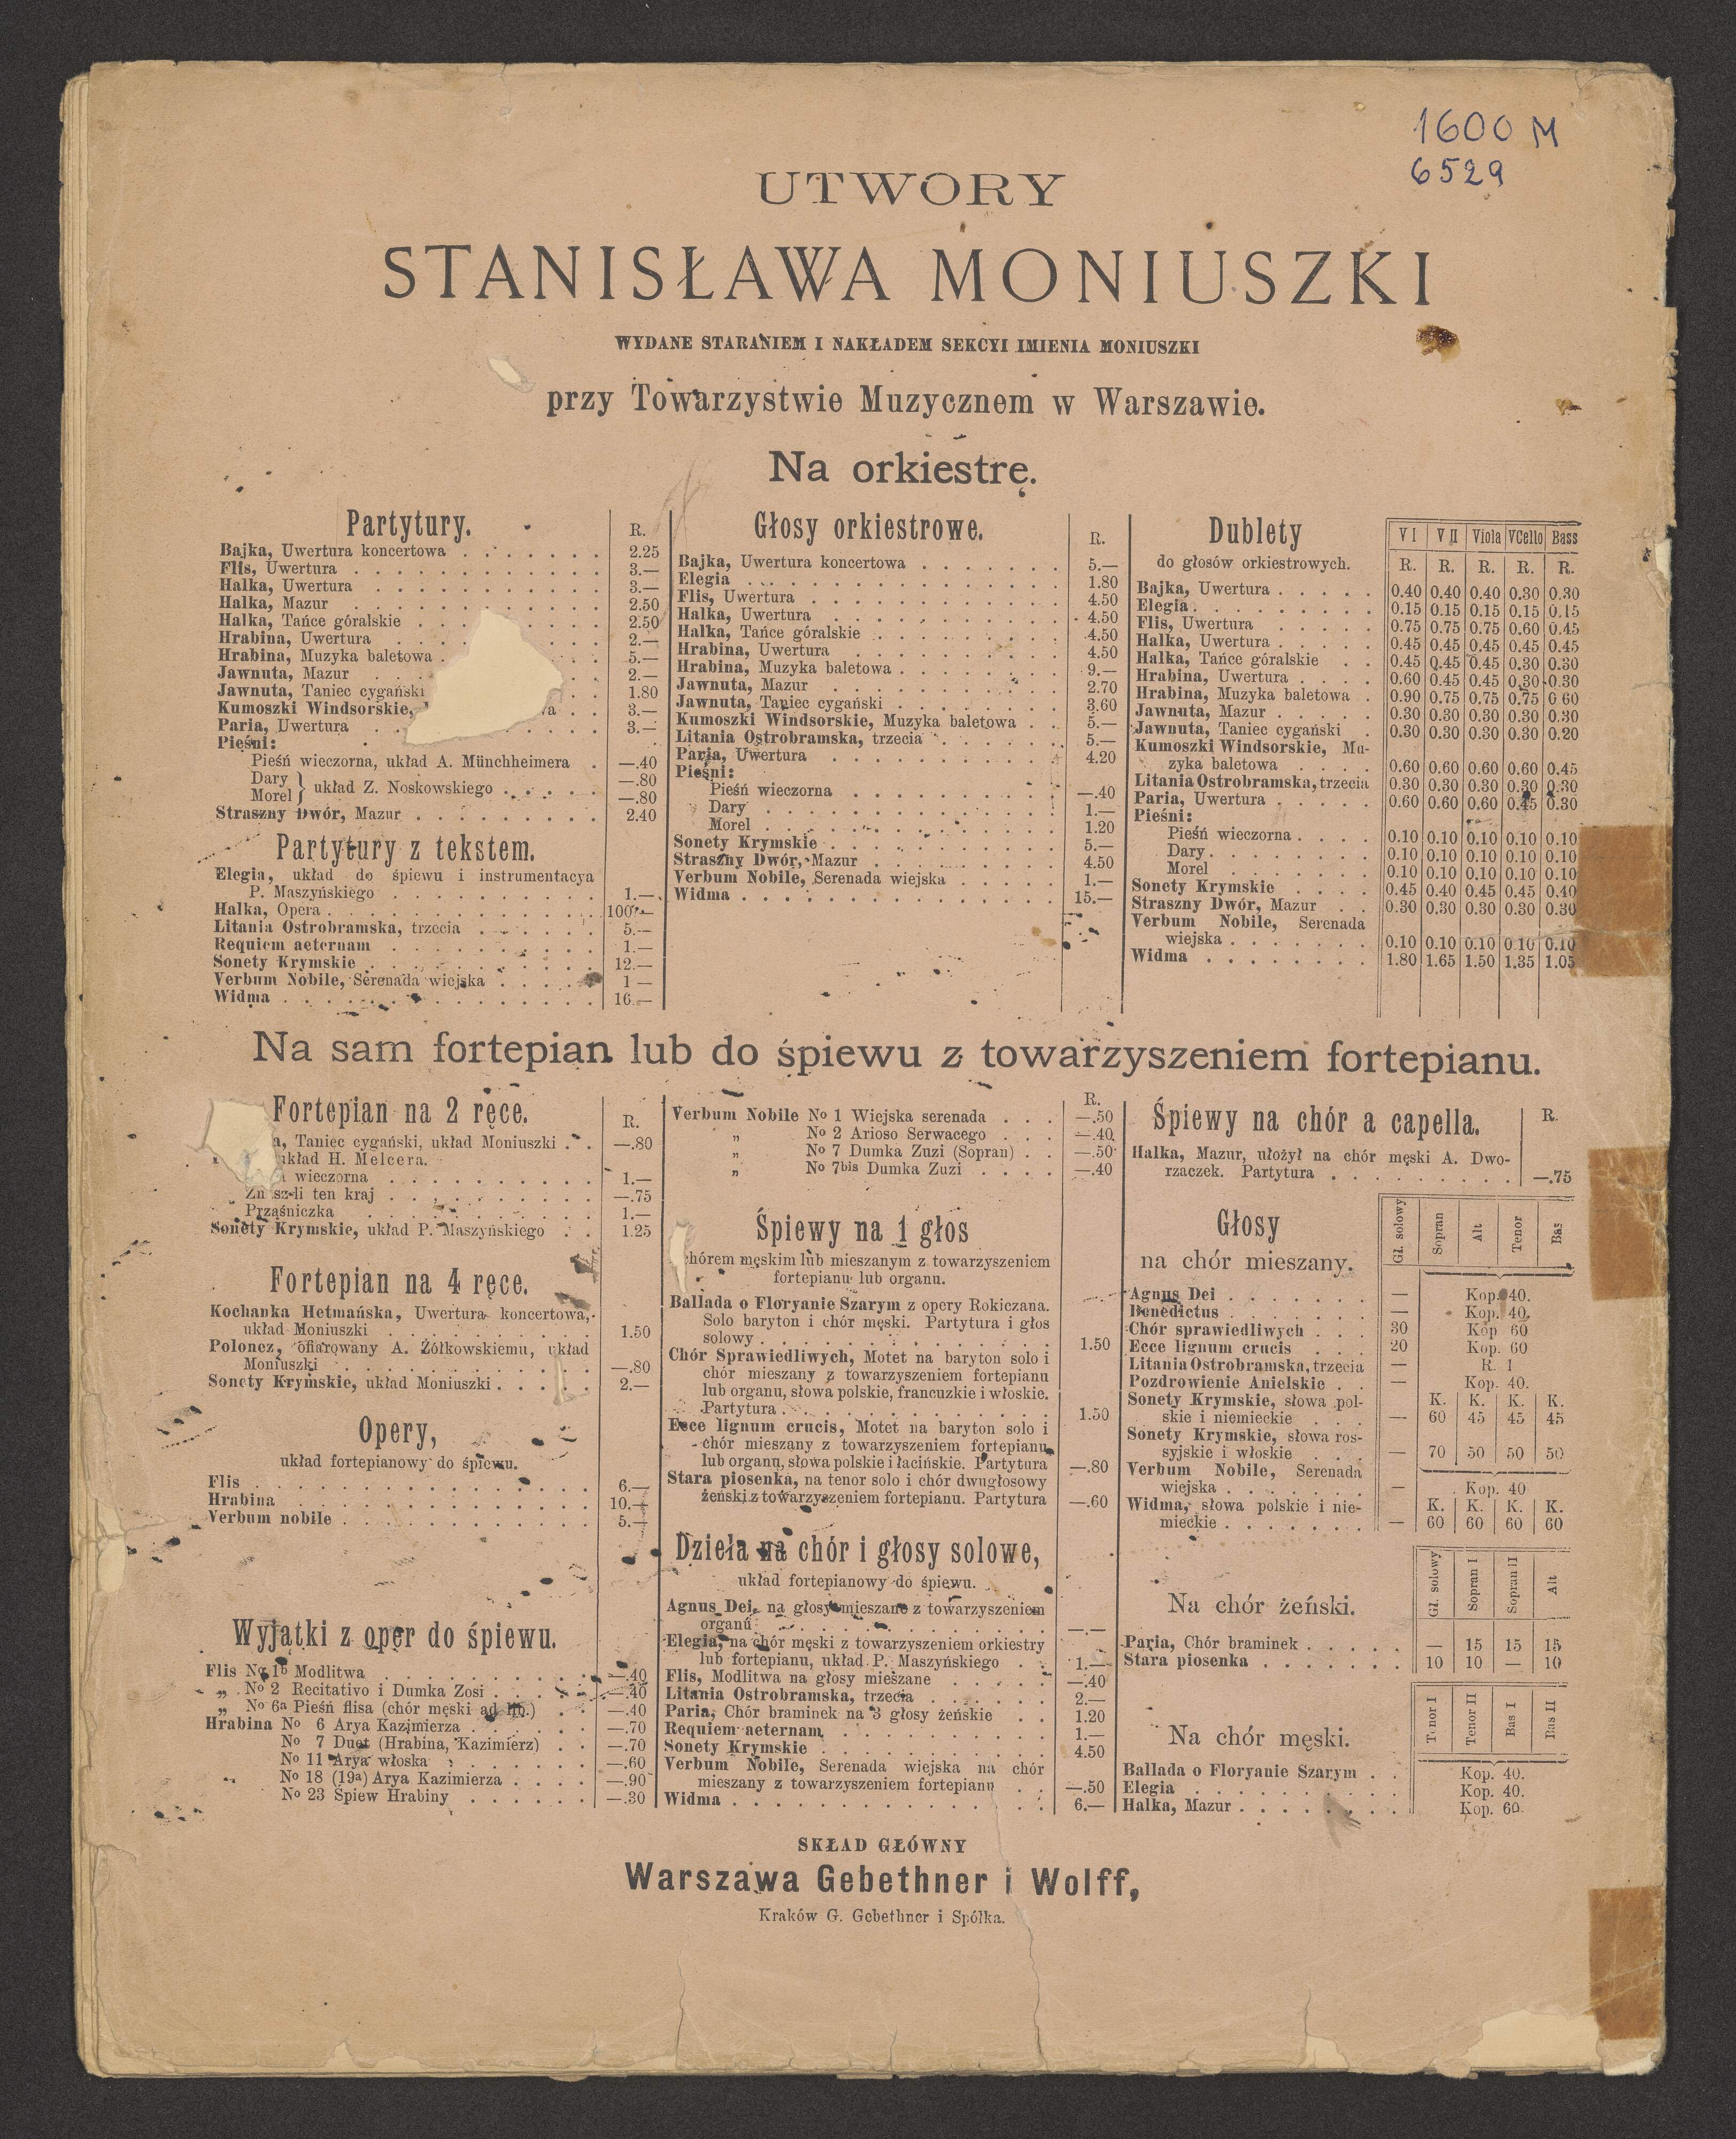 1600 M
6529
UTWORY
STANISŁAWA MONIUSZKI
WYDANE STARANIEM I NAKŁADEM SEKCYI IMIENIA MONIUSZKI
przy Towarzystwie Muzycznem w Warszawie.
Na orkiestrę.
Partytury.
R.
Bajka, Uwertura koncertowa . . . . . . . 2.25
Flis, Uwertura . . . . . . . . . . . . 3.—
Halka, Uwertura . . . . . . . . . . . 3.—
Halka, Mazur . . . . . . . . . . . . 2.50
Halka, Tańce góralskie . . . . . . 2.50
Hrabina, Uwertura . . . . . 2.—
Hrabina, Muzyka baletowa . . . 5.—
Jawnuta, Mazur . . . . . 2.—
Jawnuta, Taniec cygański . . 1.80
Kumoszki Windsorskie, . . 3.—
Paria, Uwertura . . . . . . . 3.—
Pieśni:
Pieśń wieczorna, układ A. Münchheimera . —.40
Dary —.80
} układ Z. Noskowskiego . . . . .
Morel —.80
Straszny Dwór, Mazur . . . . . . . . . 2.40
Partytury z tekstem.
Elegia, układ do śpiewu i instrumentacya
P. Maszyńskiego . . . . . . . . . . 1.—
Halka, Opera . . . . . . . . . . . . . 100.—
Litania Ostrobramska, trzecia . . . . . . . 5.—
Requiem aeternam . . . . . . . . . . 1.—
Sonety Krymskie . . . . . . . . . . . 12.—
Verbum Nobile, Serenada wiejska . . . . . 1 —
Widma . . . . . . . . . . . . . . . 16.—
Głosy orkiestrowe.
R.
Bajka, Uwertura koncertowa . . . . . . . 5.—
Elegia . . . . . . . . . . . . . . . 1.80
Flis, Uwertura . . . . . . . . . . . . 4.50
Halka, Uwertura . . . . . . . . . . . 4.50
Halka, Tańce góralskie . . . . . . . . . 4.50
Hrabina, Uwertura . . . . . . . . . . 4.50
Hrabina, Muzyka baletowa . . . . . . . . 9.—
Jawnuta, Mazur . . . . . . . . . . . 2.70
Jawnuta, Taniec cygański . . . . . . . . 3.60
Kumoszki Windsorskie, Muzyka baletowa . . 5.—
Litania Ostrobramska, trzecia . . . . . . . 5.—
Paria, Uwertura . . . . . . . . . . . 4.20
Pieśni:
Pieśń wieczorna . . . . . . . . . . —.40
Dary . . . . . . . . . . . . . . 1.—
Morel . . . . . . . . . . . . . . 1.20
Sonety Krymskie . . . . . . . . . . . 5.—
Straszny Dwór, Mazur . . . . . . . . . 4.50
Verbum Nobile, Serenada wiejska . . . . . 1.—
Widma . . . . . . . . . . . . . . . 15.—
Dublety
do głosów orkiestrowych.
V I V II Viola VCello Bass
R. R. R. R. R.
Bajka, Uwertura . . . . . 0.40 0.40 0.40 0.30 0.30
Elegia . . . . . . . . . 0.15 0.15 0.15 0.15 0.15
Flis, Uwertura . . . . . 0.75 0.75 0.75 0.60 0.45
Halka, Uwertura . . . . . 0.45 0.45 0.45 0.45 0.45
Halka, Tańce góralskie . . 0.45 0.45 0.45 0.30 0.30
Hrabina, Uwertura . . . . 0.60 0.45 0.45 0.30 0.30
Hrabina, Muzyka baletowa . 0.90 0.75 0.75 0.75 0 60
Jawnuta, Mazur . . . . . 0.30 0.30 0.30 0.30 0.30
Jawnuta, Taniec cygański . 0.30 0.30 0.30 0.30 0.20
Kumoszki Windsorskie, Mu-
zyka baletowa . . . . 0.60 0.60 0.60 0.60 0.45
Litania Ostrobramska, trzecia 0.30 0.30 0.30 0.30 0.30
Paria, Uwertura . . . . . 0.60 0.60 0.60 0.45 0.30
Pieśni:
Pieśń wieczorna . . . . 0.10 0.10 0.10 0.10 0.10
Dary . . . . . . . . 0.10 0.10 0.10 0.10 0.10
Morel . . . . . . . 0.10 0.10 0.10 0.10 0.10
Sonety Krymskie . . . . 0.45 0.40 0.45 0.45 0.40
Straszny Dwór, Mazur . . 0.30 0.30 0.30 0.30 0.30
Verbum Nobile, Serenada
wiejska . . . . . . . 0.10 0.10 0.10 0.10 0.10
Widma . . . . . . . . 1.80 1.65 1.50 1.35 1.05
Na sam fortepian lub do śpiewu z towarzyszeniem fortepianu.
Fortepian na 2 ręce.
R.
a, Taniec cygański, układ Moniuszki . . . —.80
układ H. Melcera.
wieczorna . . . . . . . . . . 1.—
szli ten kraj . . . . . . . . . —.75
Prząśniczka . . . . . . . . . . 1.—
Sonety Krymskie, układ P. Maszyńskiego . . 1.25
Fortepian na 4 ręce.
Kochanka Hetmańska, Uwertura koncertowa,
układ Moniuszki . . . . . . . . . . 1.50
Polonez, ofiarowany A. Żółkowskiemu, układ
Moniuszki . . . . . . . . . . . . —.80
Sonety Krymskie, układ Moniuszki . . . . . 2.—
Opery,
układ fortepianowy do śpiewu.
Flis . . . . . . . . . . . . . . . . 6.—
Hrabina . . . . . . . . . . . . . . 10.—
Verbum nobile . . . . . . . . . . . . 5.—
Wyjątki z oper do śpiewu.
Flis No 1b Modlitwa . . . . . . . . . . —.40
„ No 2 Recitativo i Dumka Zosi . . . . . —.40
„ No 6a Pieśń flisa (chór męski ad lib.) . . —.40
Hrabina No 6 Arya Kazimierza . . . . . . —.70
No 7 Duet (Hrabina, Kazimierz) . . —.70
No 11 Arya włoska . . . . . . . —.60
No 18 (19a) Arya Kazimierza . . . . —.90
No 23 Śpiew Hrabiny . . . . . . —.30
R.
Verbum Nobile No 1 Wiejska serenada . . . —.50
„ No 2 Arioso Serwacego . . . —.40
„ No 7 Dumka Zuzi (Sopran) . . —.50
„ No 7bis Dumka Zuzi . . . . —.40
Śpiewy na 1 głos
chórem męskim lub mieszanym z towarzyszeniem
fortepianu lub organu.
Ballada o Floryanie Szarym z opery Rokiczana.
Solo baryton i chór męski. Partytura i głos
solowy . . . . . . . . . . . . . 1.50
Chór Sprawiedliwych, Motet na baryton solo i
chór mieszany z towarzyszeniem fortepianu
lub organu, słowa polskie, francuzkie i włoskie.
Partytura . . . . . . . . . . . . 1.50
Ecce lignum crucis, Motet na baryton solo i
chór mieszany z towarzyszeniem fortepianu
lub organu, słowa polskie i łacińskie. Partytura —.80
Stara piosenka, na tenor solo i chór dwugłosowy
żeński z towarzyszeniem fortepianu. Partytura —.60
Dzieła na chór i głosy solowe,
układ fortepianowy do śpiewu.
Agnus Dei, na głosy mieszane z towarzyszeniem
organu . . . . . . . . . . . . . —.—
Elegia, na chór męski z towarzyszeniem orkiestry
lub fortepianu, układ P. Maszyńskiego . . 1.—
Flis, Modlitwa na głosy mieszane . . . . . —.40
Litania Ostrobramska, trzecia . . . . . . 2.—
Paria, Chór braminek na 3 głosy żeńskie . . 1.20
Requiem aeternam . . . . . . . . . . 1.—
Sonety Krymskie . . . . . . . . . . . 4.50
Verbum Nobile, Serenada wiejska na chór
mieszany z towarzyszeniem fortepianu . . —.50
Widma . . . . . . . . . . . . . . . 6.—
Śpiewy na chór a capella.
R.
Halka, Mazur, ułożył na chór męski A. Dwo-
rzaczek. Partytura . . . . . . . . . —.75
Głosy
na chór mieszany.
Gł. solowy Sopran Alt Tenor Bas
Agnus Dei . . . . . . . — Kop. 40.
Benedictus . . . . . . . — Kop. 40.
Chór sprawiedliwych . . . 30 Kop 60
Ecce lignum crucis . . . 20 Kop. 60
Litania Ostrobramska, trzecia — R. 1
Pozdrowienie Anielskie . . — Kop. 40.
Sonety Krymskie, słowa pol- K. K. K. K.
skie i niemieckie . . . — 60 45 45 45
Sonety Krymskie, słowa ros-
syjskie i włoskie . . . — 70 50 50 50
Verbum Nobile, Serenada
wiejska . . . . . . . — Kop. 40
Widma, słowa polskie i nie- K. K. K. K.
mieckie . . . . . . . — 60 60 60 60
Na chór żeński.
Gł. solowy Sopran I Sopran II Alt
Paria, Chór braminek . . . . . — 15 15 15
Stara piosenka . . . . . . . 10 10 — 10
Na chór męski.
Tenor I Tenor II Bas I Bas II
Ballada o Floryanie Szarym . . Kop. 40.
Elegia . . . . . . . . . . Kop. 40.
Halka, Mazur . . . . . . . . Kop. 60.
SKŁAD GŁÓWNY
Warszawa Gebethner i Wolff,
Kraków G. Gebethner i Spółka.